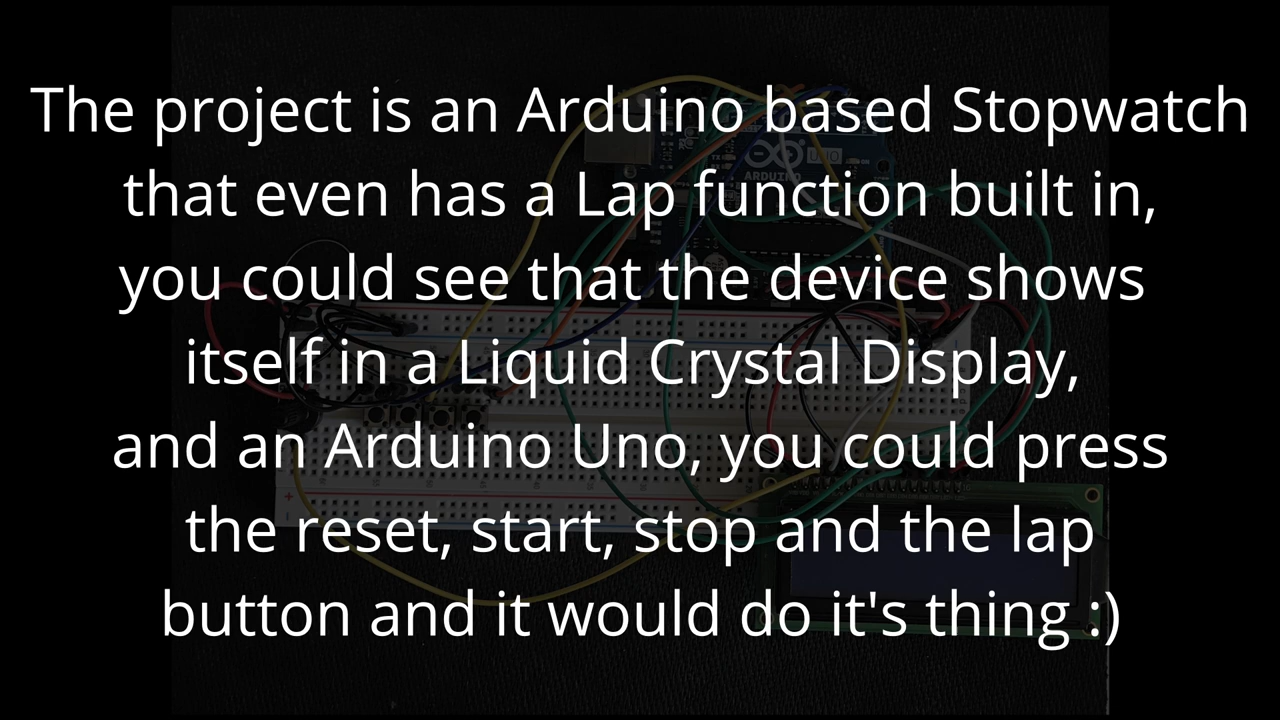 The project is an Arduino based Stopwatch
that even has a Lap function built in,
you could see that the device shows
itself in a Liquid Crystal Display,
and an Arduino Uno, you could press
the reset, start, stop and the lap
button and it would do it's thing :)
UNO
ARDUINO